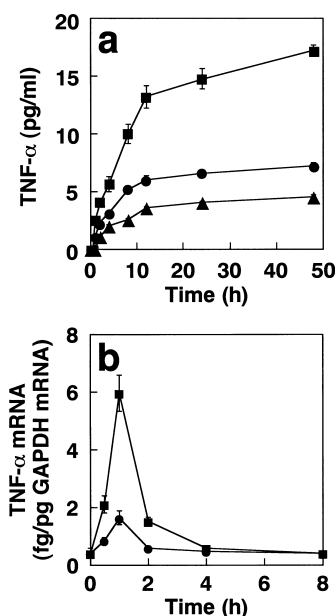 a
TNF-α (pg/ml)
20
15
10
5
0
0 10 20 30 40 50
Time (h)
b
TNF-α mRNA
(fg/pg GAPDH mRNA)
8
6
4
2
0
0 2 4 6 8
Time (h)